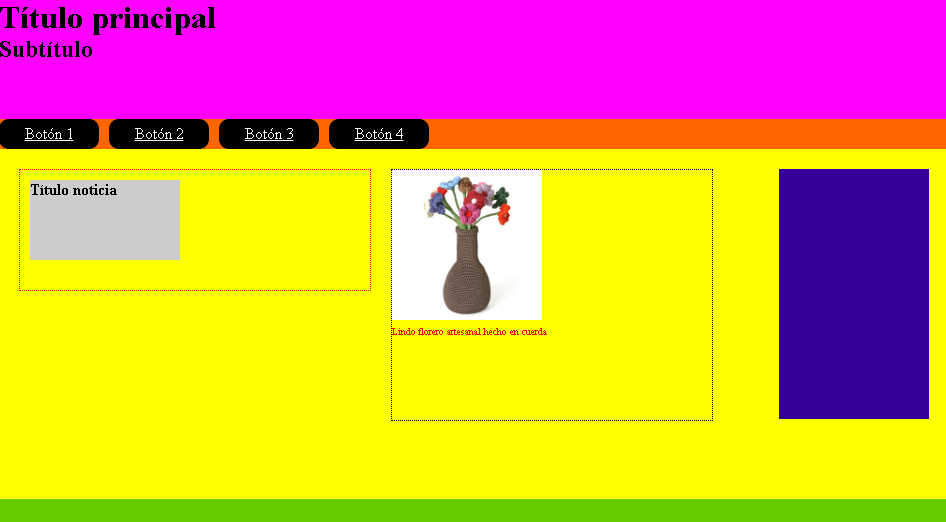 Título principal
Subtítulo
Botón 1
Botón 2
Botón 3
Botón 4
Título noticia
Lindo florero artesanal hecho en cuerda